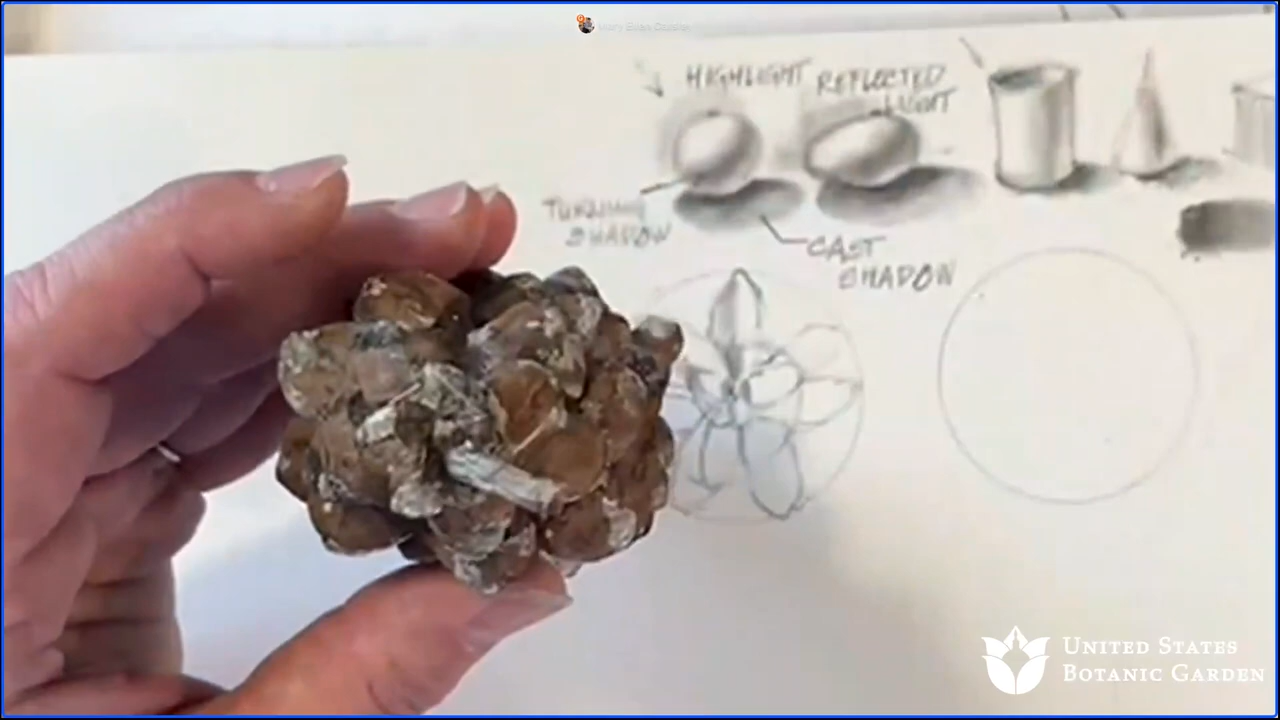 HIGHLIGHT
REFLECTED
LIGHT
TURNING
SHADOW
CAST
SHADOW
UNITED STATES
BOTANIC GARDEN